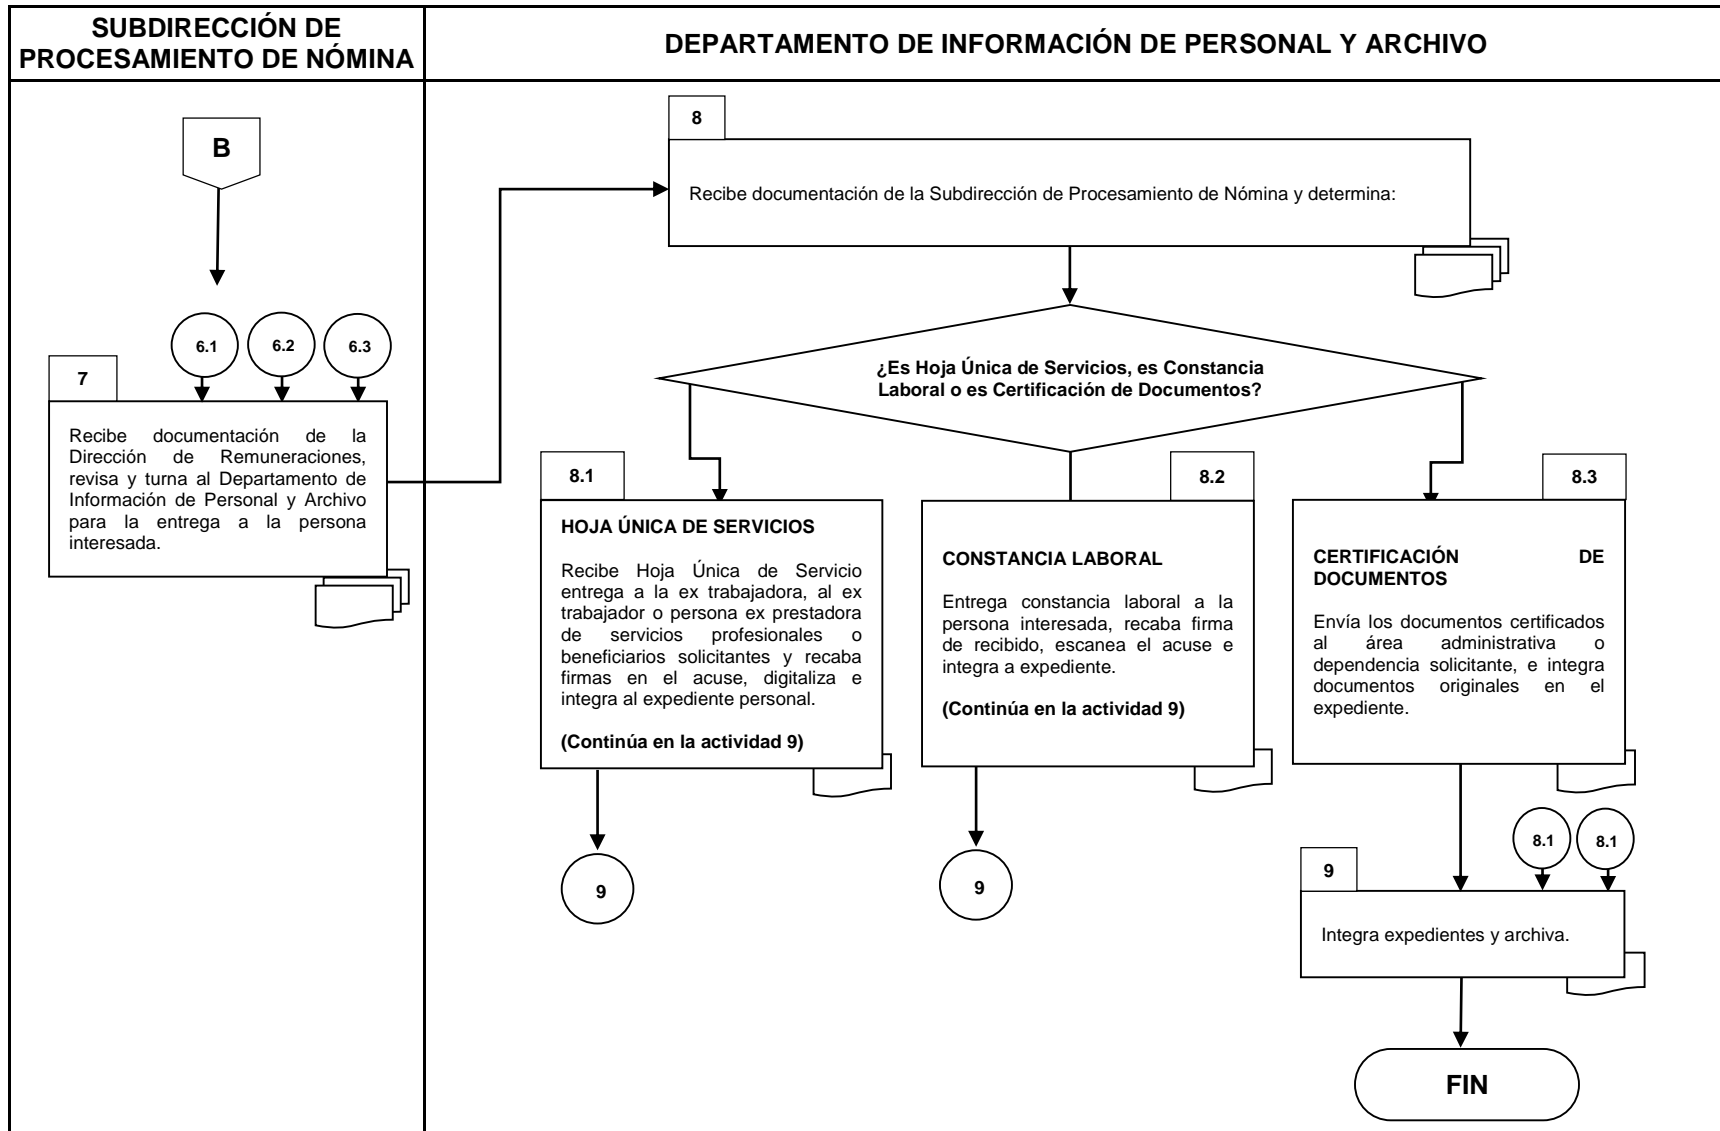 SUBDIRECCIÓN DE
PROCESAMIENTO DE NÓMINA
DEPARTAMENTO DE INFORMACIÓN DE PERSONAL Y ARCHIVO
B
6.1
6.2
6.3
7
Recibe documentación de la
Dirección de Remuneraciones,
revisa y turna al Departamento de
Información de Personal y Archivo
para la entrega a la persona
interesada.
8
Recibe documentación de la Subdirección de Procesamiento de Nómina y determina:
¿Es Hoja Única de Servicios, es Constancia
Laboral o es Certificación de Documentos?
8.1
HOJA ÚNICA DE SERVICIOS
Recibe Hoja Única de Servicio
entrega a la ex trabajadora, al ex
trabajador o persona ex prestadora
de servicios profesionales o
beneficiarios solicitantes y recaba
firmas en el acuse, digitaliza e
integra al expediente personal.
(Continúa en la actividad 9)
9
8.2
CONSTANCIA LABORAL
Entrega constancia laboral a la
persona interesada, recaba firma
de recibido, escanea el acuse e
integra a expediente.
(Continúa en la actividad 9)
9
8.3
CERTIFICACIÓN DE
DOCUMENTOS
Envía los documentos certificados
al área administrativa o
dependencia solicitante, e integra
documentos originales en el
expediente.
8.1
8.1
9
Integra expedientes y archiva.
FIN